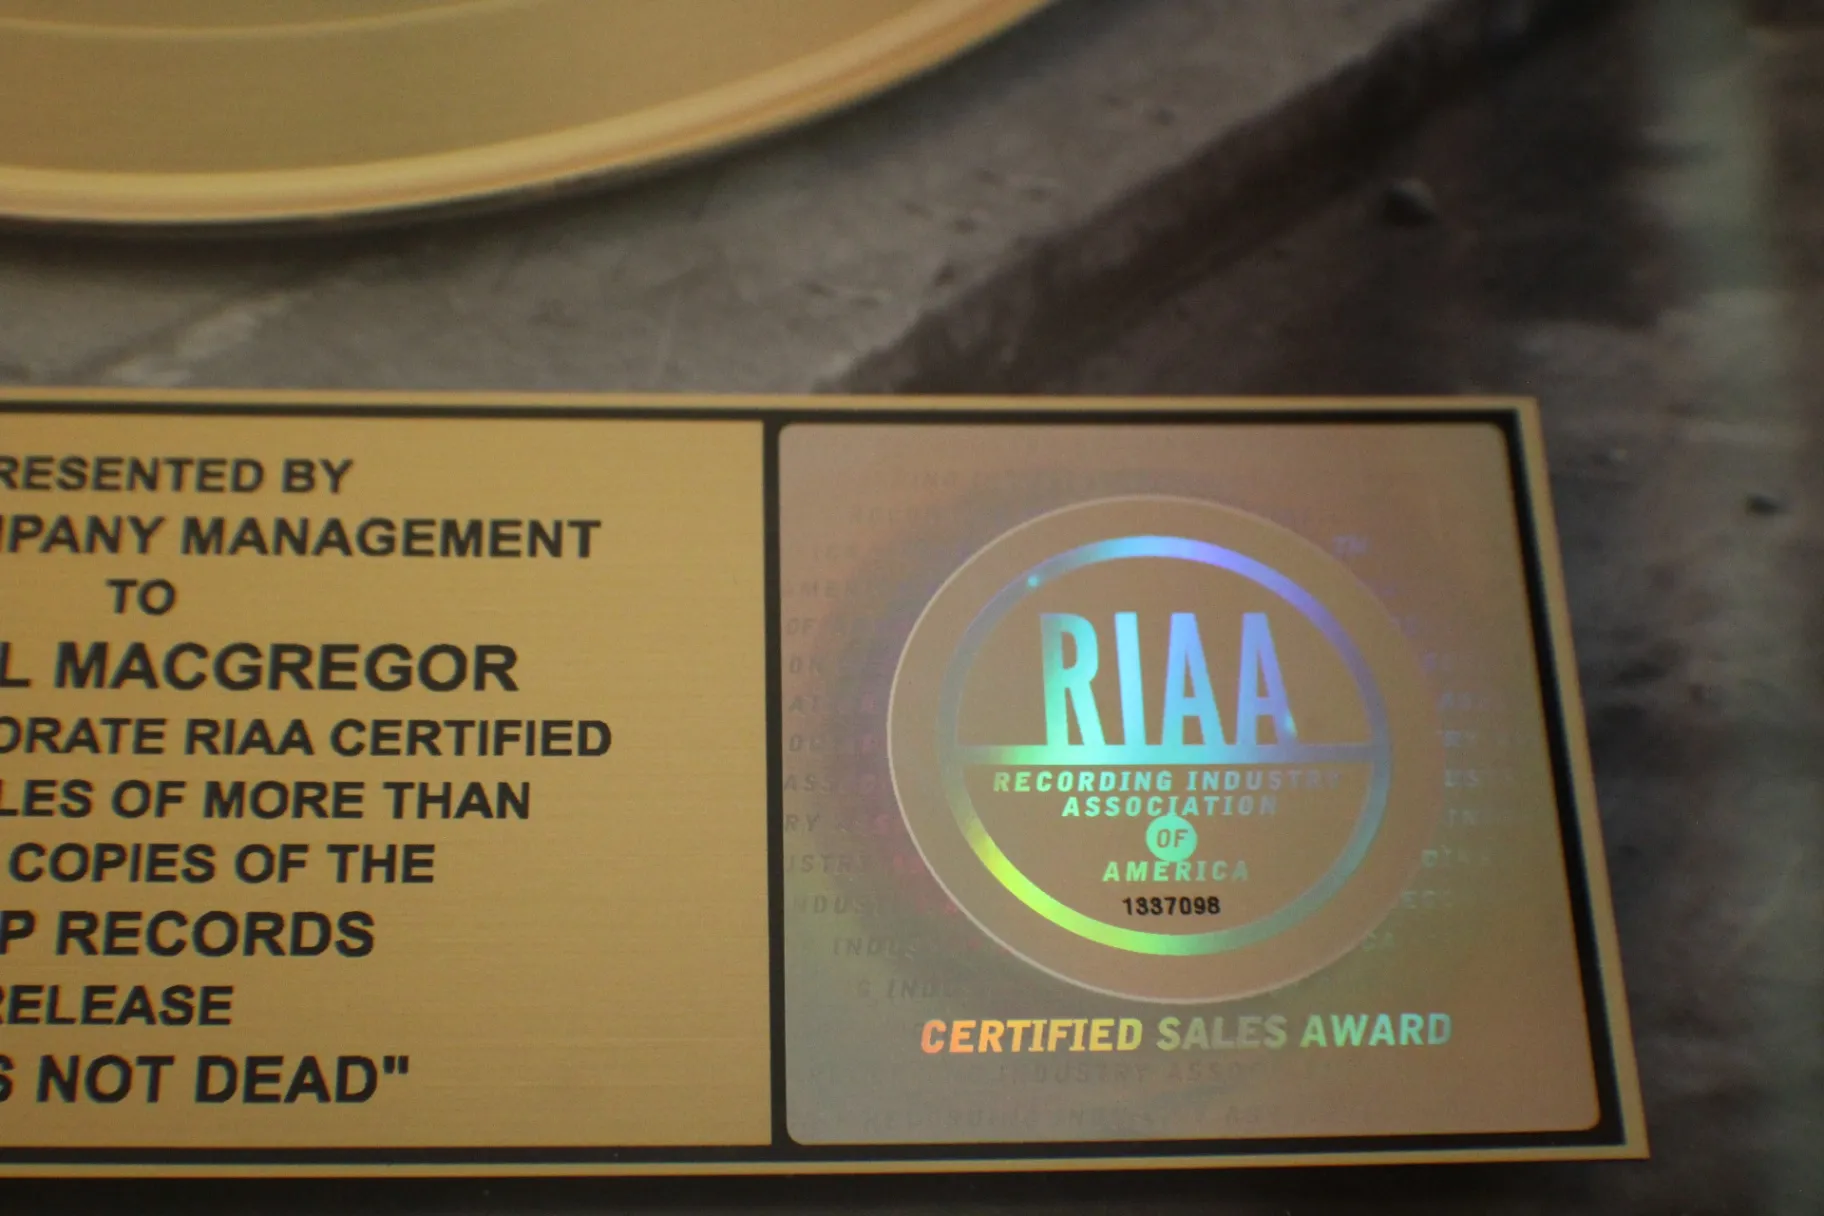 RESENTED BY
MPANY MANAGEMENT
TO
L MACGREGOR
ORATE RIAA CERTIFIED
LES OF MORE THAN
COPIES OF THE
P RECORDS
RELEASE
S NOT DEAD"
RIAA
RECORDING INDUSTRY
ASSOCIATION
OF
AMERICA
1337098
CERTIFIED SALES AWARD